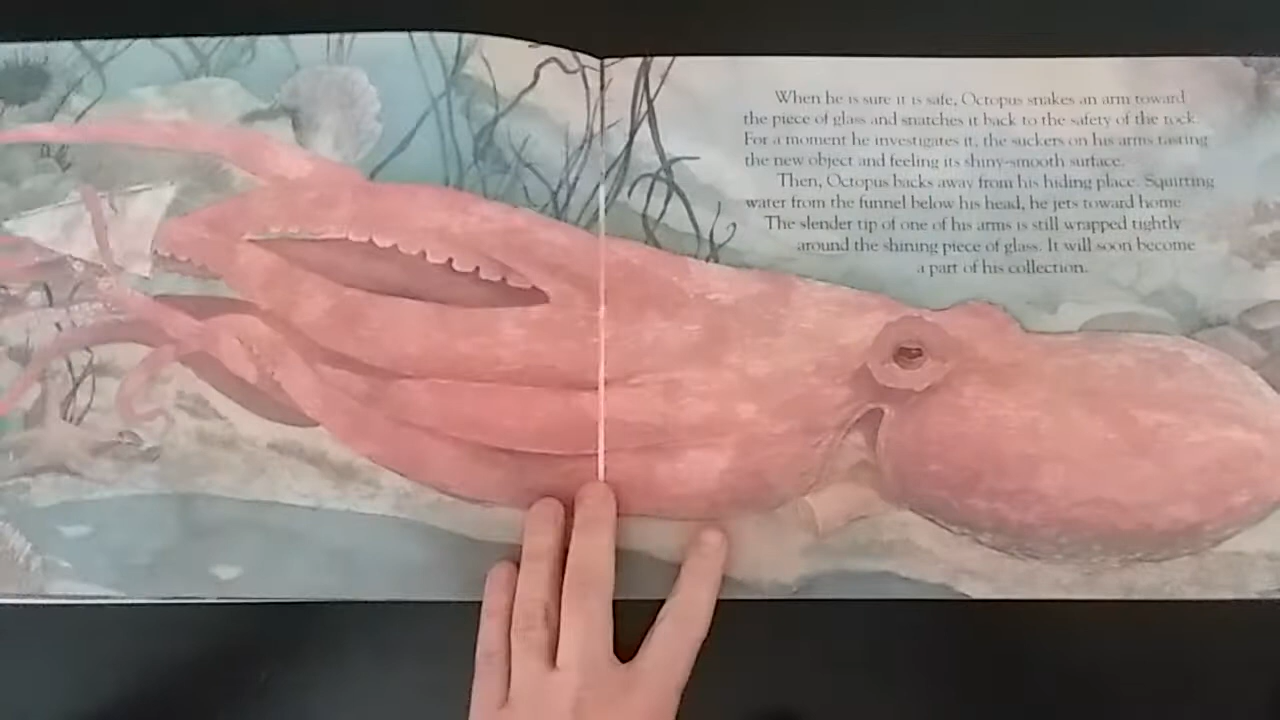 When he is sure it is safe, Octopus snakes an arm toward
the piece of glass and snatches it back to the safety of the rock.
For a moment he investigates it, the suckers on his arms tasting
the new object and feeling its shiny-smooth surface.
Then, Octopus backs away from his hiding place. Squirting
water from the funnel below his head, he jets toward home.
The slender tip of one of his arms is still wrapped tightly
around the shining piece of glass. It will soon become
a part of his collection.